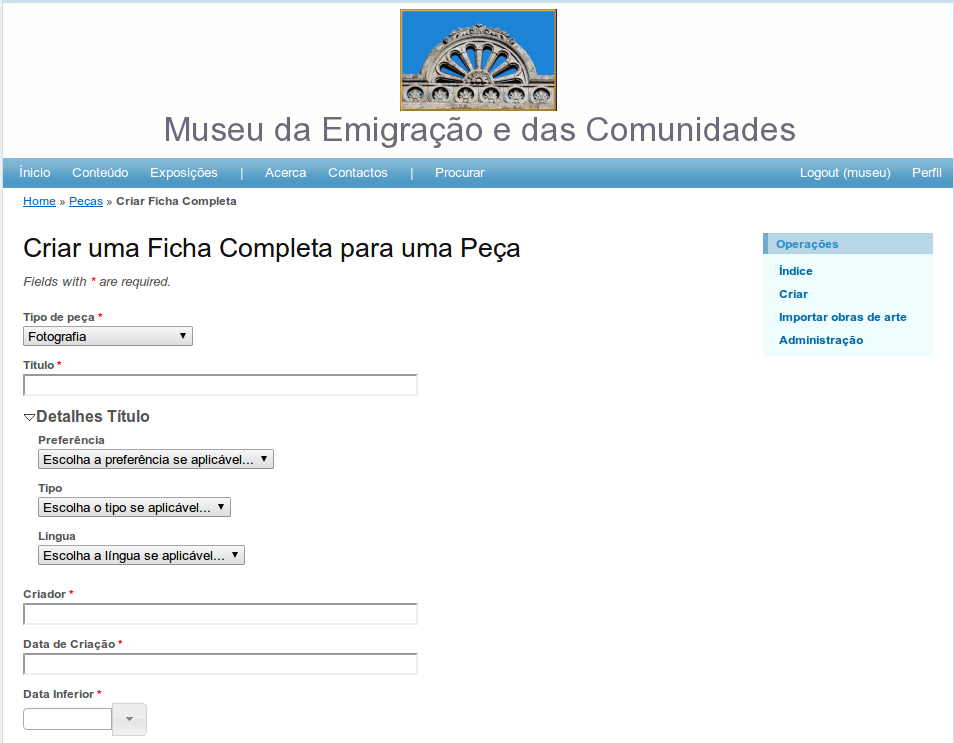 Museu da Emigração e das Comunidades
Ínicio Conteúdo Exposições | Acerca Contactos | Procurar Logout (museu) Perfil
Home » Peças » Criar Ficha Completa
Criar uma Ficha Completa para uma Peça
Fields with * are required.
Tipo de peça *
Fotografia
Título *
Detalhes Título
Preferência
Escolha a preferência se aplicável...
Tipo
Escolha o tipo se aplicável...
Língua
Escolha a língua se aplicável...
Criador *
Data de Criação *
Data Inferior *
Operações
Índice
Criar
Importar obras de arte
Administração